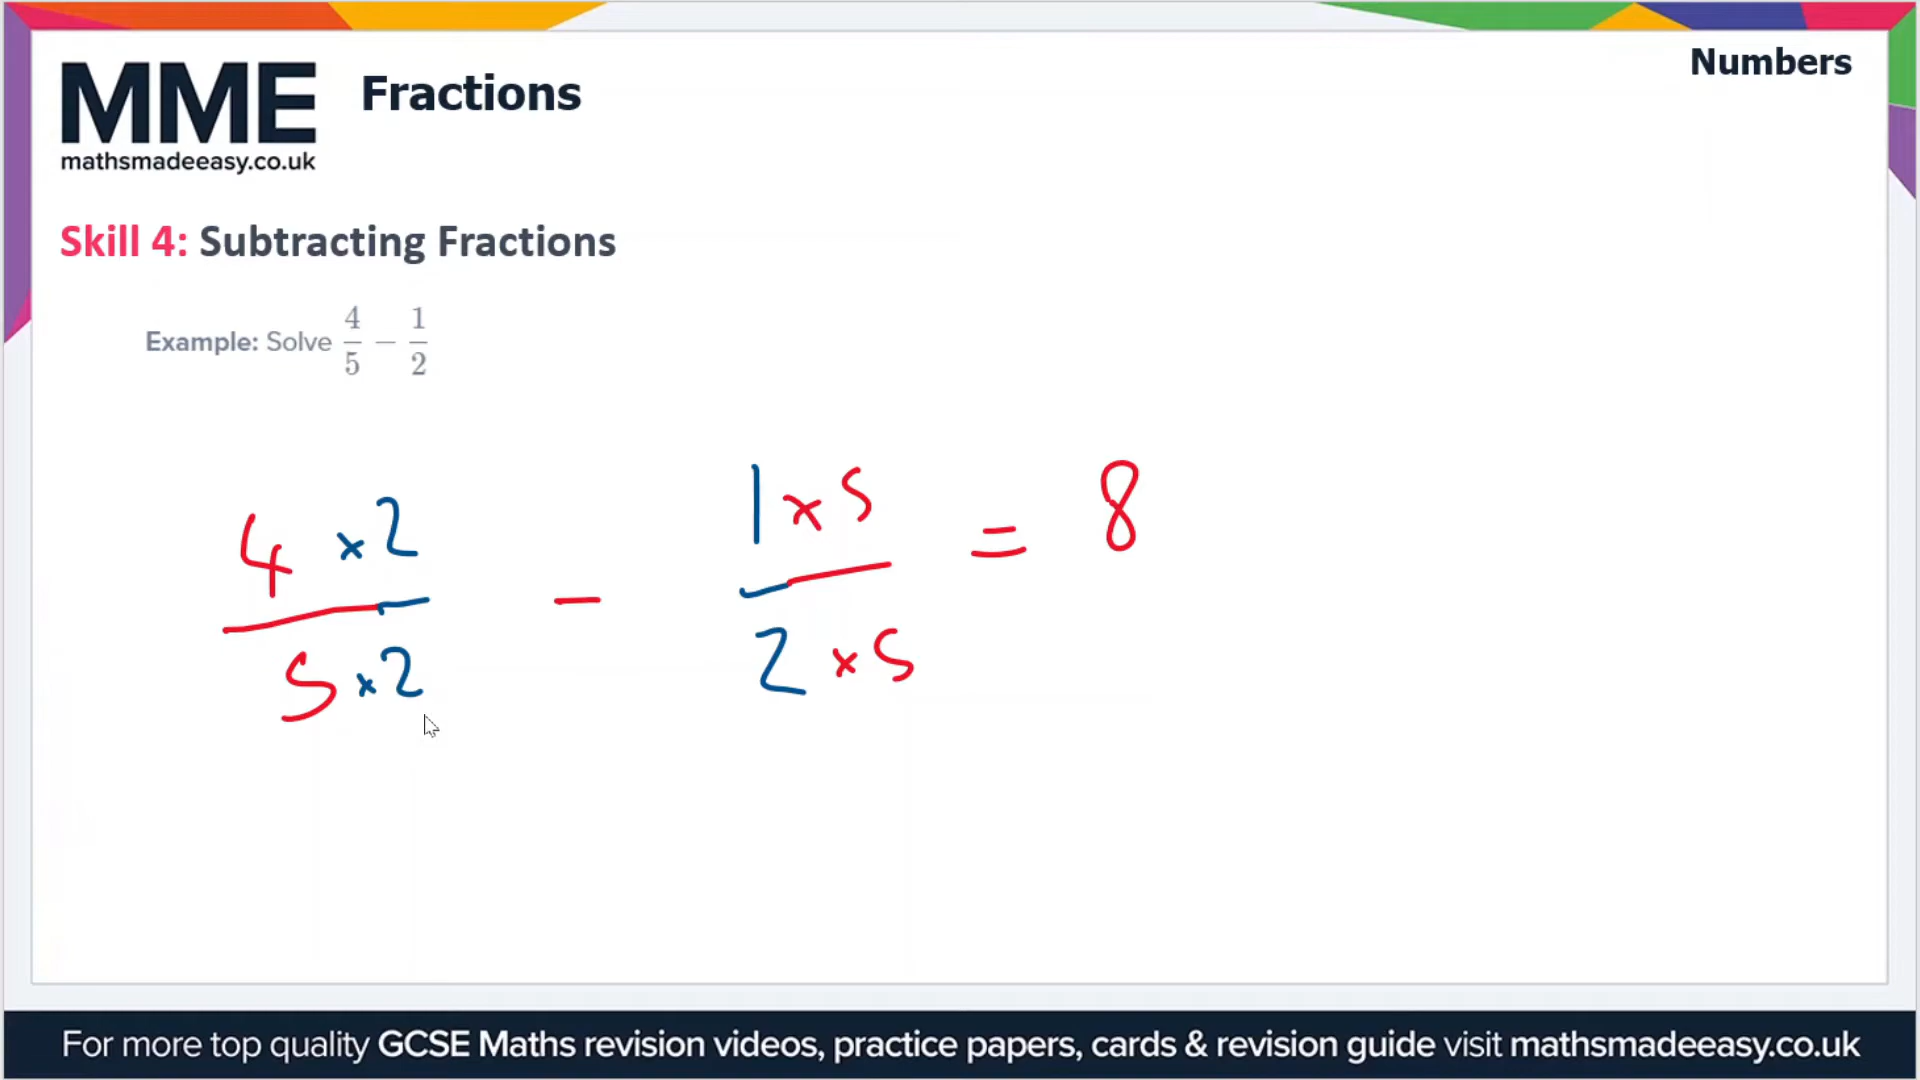 Numbers
MME
mathsmadeeasy.co.uk
Fractions
Skill 4: Subtracting Fractions
Example: Solve 4/5 − 1/2
4 × 2 / 5 × 2 − 1 × 5 / 2 × 5 = 8
For more top quality GCSE Maths revision videos, practice papers, cards & revision guide visit mathsmadeeasy.co.uk